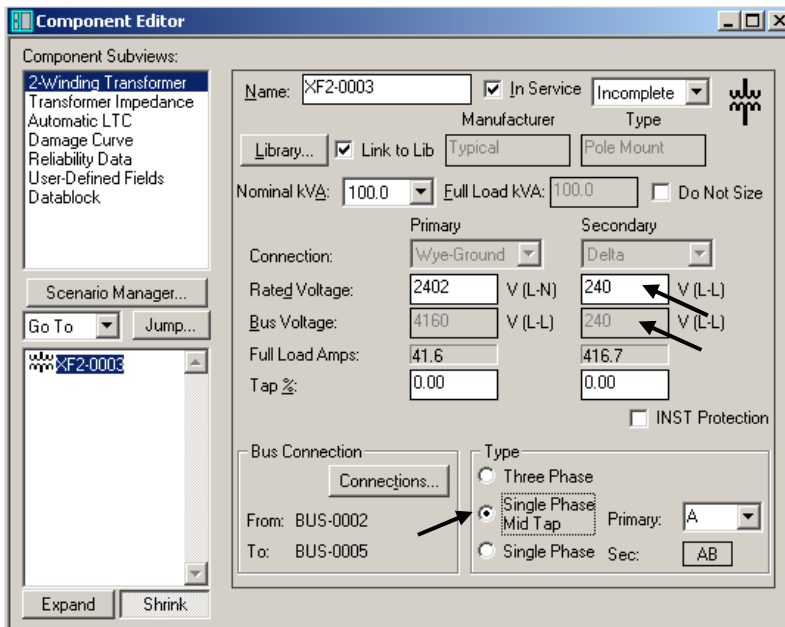 Component Editor
Component Subviews:
2-Winding Transformer
Transformer Impedance
Automatic LTC
Damage Curve
Reliability Data
User-Defined Fields
Datablock
Scenario Manager...
Go To Jump...
XF2-0003
Expand Shrink
Name: XF2-0003 In Service Incomplete
Manufacturer Type
Library... Link to Lib Typical Pole Mount
Nominal kVA: 100.0 Full Load kVA: 100.0 Do Not Size
Primary Secondary
Connection: Wye-Ground Delta
Rated Voltage: 2402 V (L-N) 240 V (L-L)
Bus Voltage: 4160 V (L-L) 240 V (L-L)
Full Load Amps: 41.6 416.7
Tap %: 0.00 0.00
INST Protection
Bus Connection
Connections...
From: BUS-0002
To: BUS-0005
Type
Three Phase
Single Phase
Mid Tap Primary: A
Single Phase Sec: AB